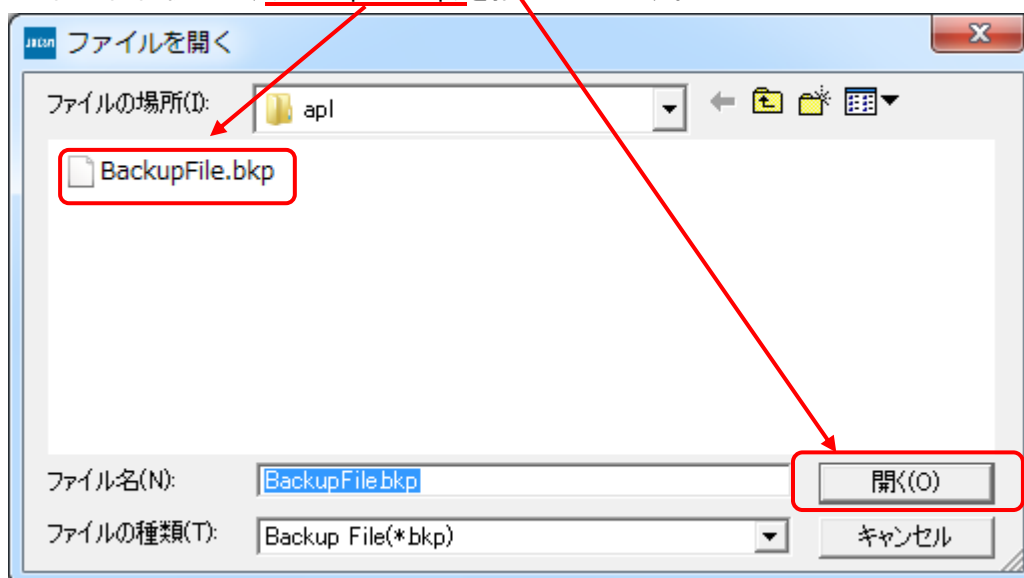 ファイルを開く
ファイルの場所(I):
apl
BackupFile.bkp
ファイル名(N):
BackupFile.bkp
開く(O)
ファイルの種類(T):
Backup File(*.bkp)
キャンセル